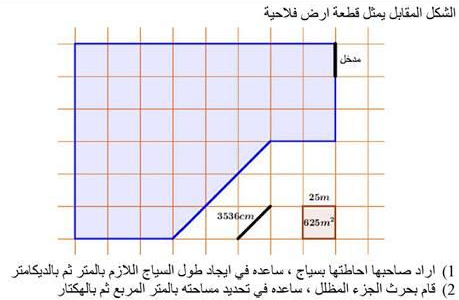 الشكل المقابل يمثل قطعة ارض فلاحية
مدخل
25m
3536cm
625m²
1) اراد صاحبها احاطتها بسياج ، ساعده في ايجاد طول السياج اللازم بالمتر ثم بالديكامتر
2) قام بحرث الجزء المظلل ، ساعده في تحديد مساحته بالمتر المربع ثم بالهكتار